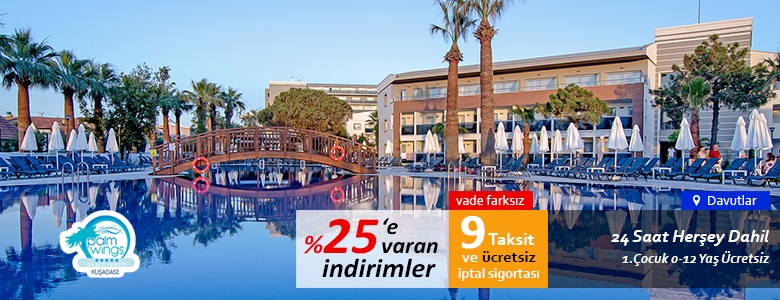 palm
wings
KUŞADASI
%25 'e
varan
indirimler
vade farksız
9 Taksit
ve ücretsiz
iptal sigortası
Davutlar
24 Saat Herşey Dahil
1.Çocuk 0-12 Yaş Ücretsiz